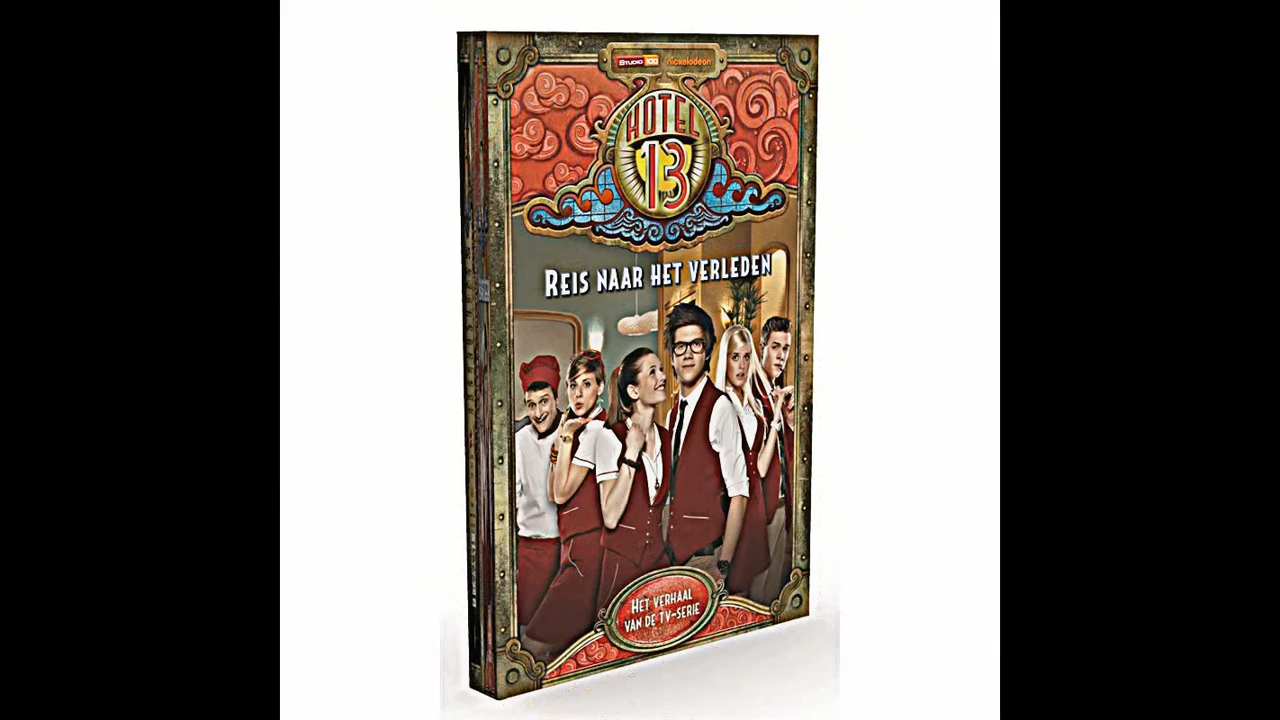 STUDIO 100 nickelodeon
HOTEL
13
REIS NAAR HET VERLEDEN
HET VERHAAL
VAN DE TV-SERIE